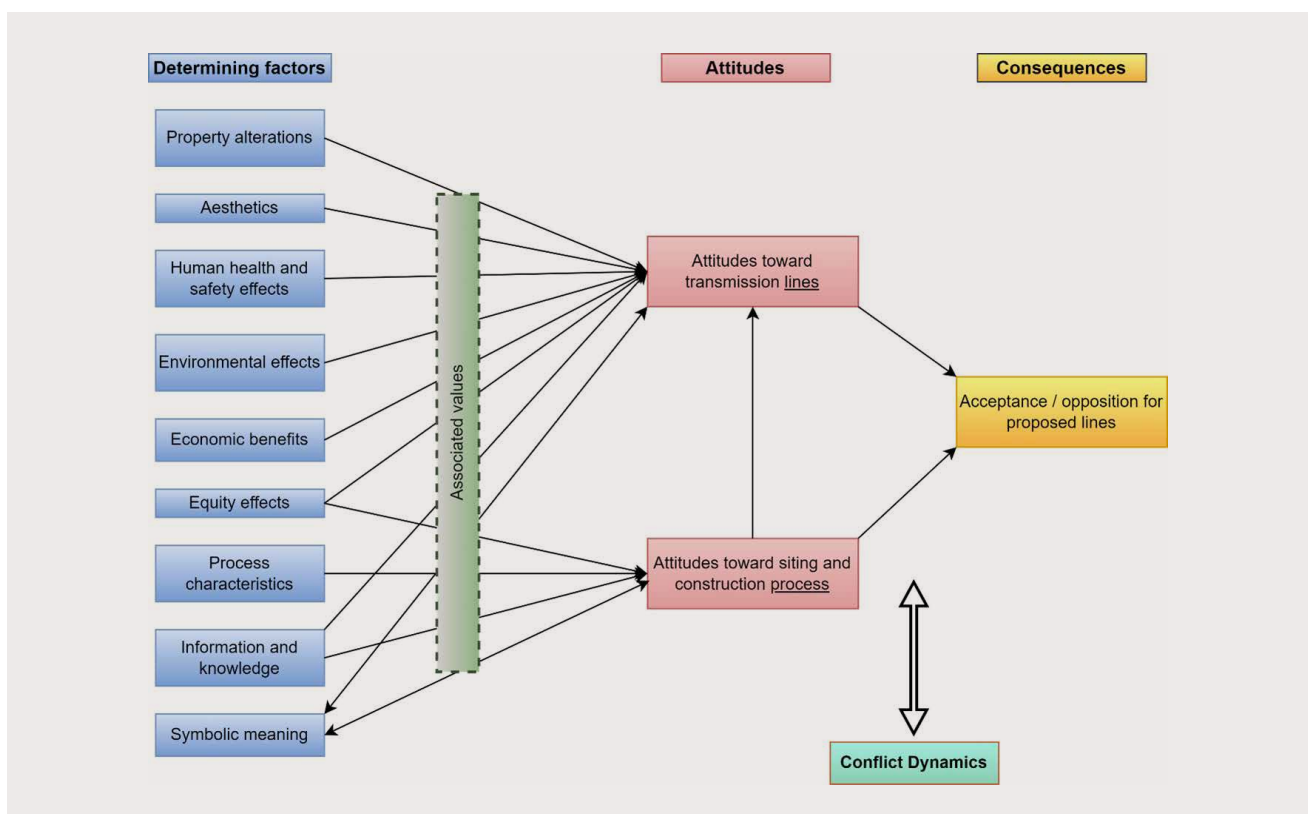 Determining factors
Attitudes
Consequences
Property alterations
Aesthetics
Human health and
safety effects
Environmental effects
Economic benefits
Equity effects
Process
characteristics
Information and
knowledge
Symbolic meaning
Associated values
Attitudes toward
transmission lines
Attitudes toward siting and
construction process
Acceptance / opposition for
proposed lines
Conflict Dynamics